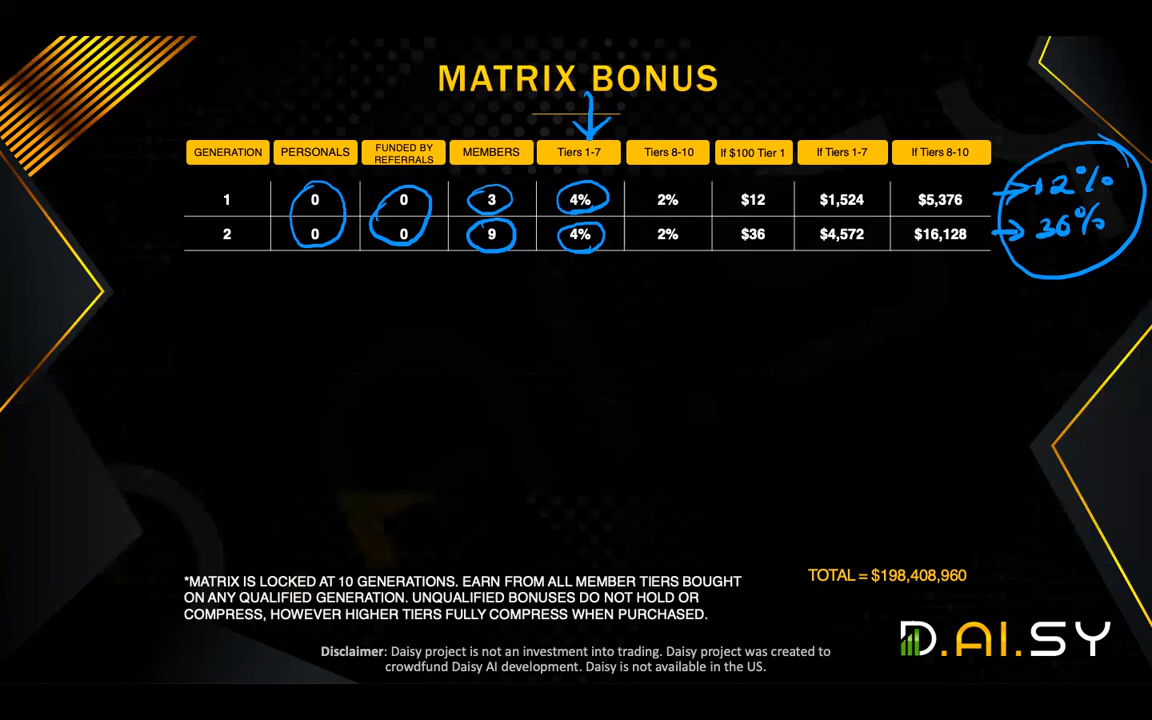 MATRIX BONUS
GENERATION PERSONALS FUNDED BY REFERRALS MEMBERS Tiers 1-7 Tiers 8-10 If $100 Tier 1 If Tiers 1-7 If Tiers 8-10
1 0 0 3 4% 2% $12 $1,524 $5,376 12%
2 0 0 9 4% 2% $36 $4,572 $16,128 36%
*MATRIX IS LOCKED AT 10 GENERATIONS. EARN FROM ALL MEMBER TIERS BOUGHT
ON ANY QUALIFIED GENERATION. UNQUALIFIED BONUSES DO NOT HOLD OR
COMPRESS, HOWEVER HIGHER TIERS FULLY COMPRESS WHEN PURCHASED.
TOTAL = $198,408,960
D.AI.SY
Disclaimer: Daisy project is not an investment into trading. Daisy project was created to
crowdfund Daisy AI development. Daisy is not available in the US.